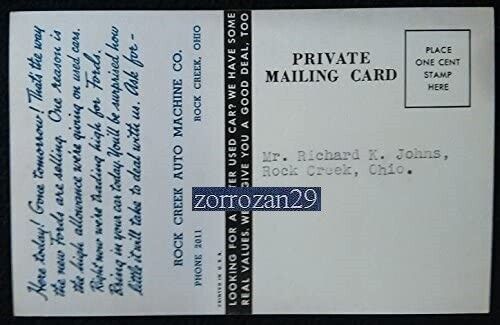 Here today! Gone tomorrow! That's the way
the new Fords are selling. One reason is
the high allowance we're giving on used cars.
Right now we're trading high for Fords.
Bring in your car today. You'll be surprised how
little it will take to deal with us. Ask for -
ROCK CREEK AUTO MACHINE CO.
PHONE 2011 ROCK CREEK, OHIO
PRINTED IN U.S.A.
LOOKING FOR A BETTER USED CAR? WE HAVE SOME
REAL VALUES. WE GIVE YOU A GOOD DEAL, TOO
PRIVATE
MAILING CARD
PLACE
ONE CENT
STAMP
HERE
Mr. Richard K. Johns,
Rock Creek, Ohio.
zorrozan29